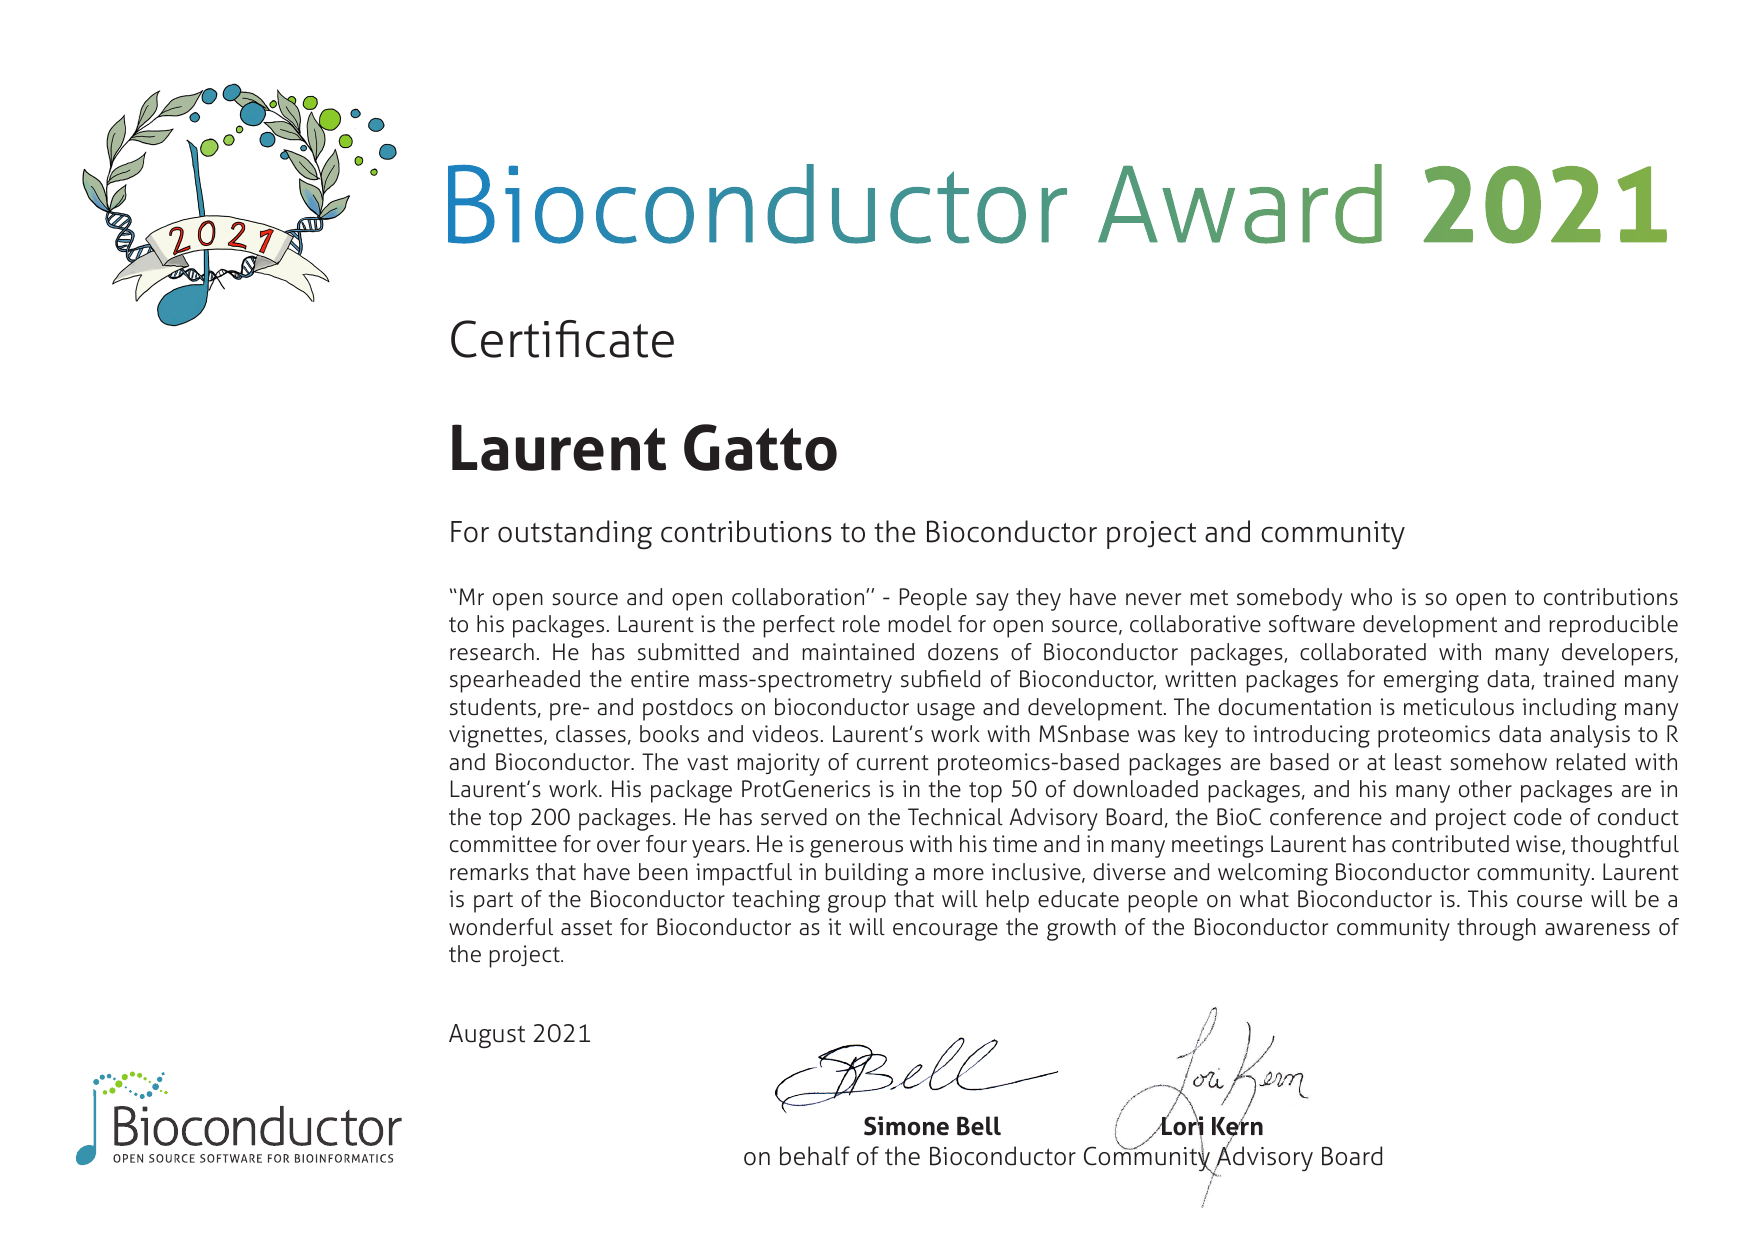 2021
Bioconductor Award 2021
Certificate
Laurent Gatto
For outstanding contributions to the Bioconductor project and community
“Mr open source and open collaboration” - People say they have never met somebody who is so open to contributions
to his packages. Laurent is the perfect role model for open source, collaborative software development and reproducible
research. He has submitted and maintained dozens of Bioconductor packages, collaborated with many developers,
spearheaded the entire mass-spectrometry subfield of Bioconductor, written packages for emerging data, trained many
students, pre- and postdocs on bioconductor usage and development. The documentation is meticulous including many
vignettes, classes, books and videos. Laurent’s work with MSnbase was key to introducing proteomics data analysis to R
and Bioconductor. The vast majority of current proteomics-based packages are based or at least somehow related with
Laurent’s work. His package ProtGenerics is in the top 50 of downloaded packages, and his many other packages are in
the top 200 packages. He has served on the Technical Advisory Board, the BioC conference and project code of conduct
committee for over four years. He is generous with his time and in many meetings Laurent has contributed wise, thoughtful
remarks that have been impactful in building a more inclusive, diverse and welcoming Bioconductor community. Laurent
is part of the Bioconductor teaching group that will help educate people on what Bioconductor is. This course will be a
wonderful asset for Bioconductor as it will encourage the growth of the Bioconductor community through awareness of
the project.
August 2021
SBell
Lori Kern
Simone Bell
Lori Kern
on behalf of the Bioconductor Community Advisory Board
Bioconductor
OPEN SOURCE SOFTWARE FOR BIOINFORMATICS